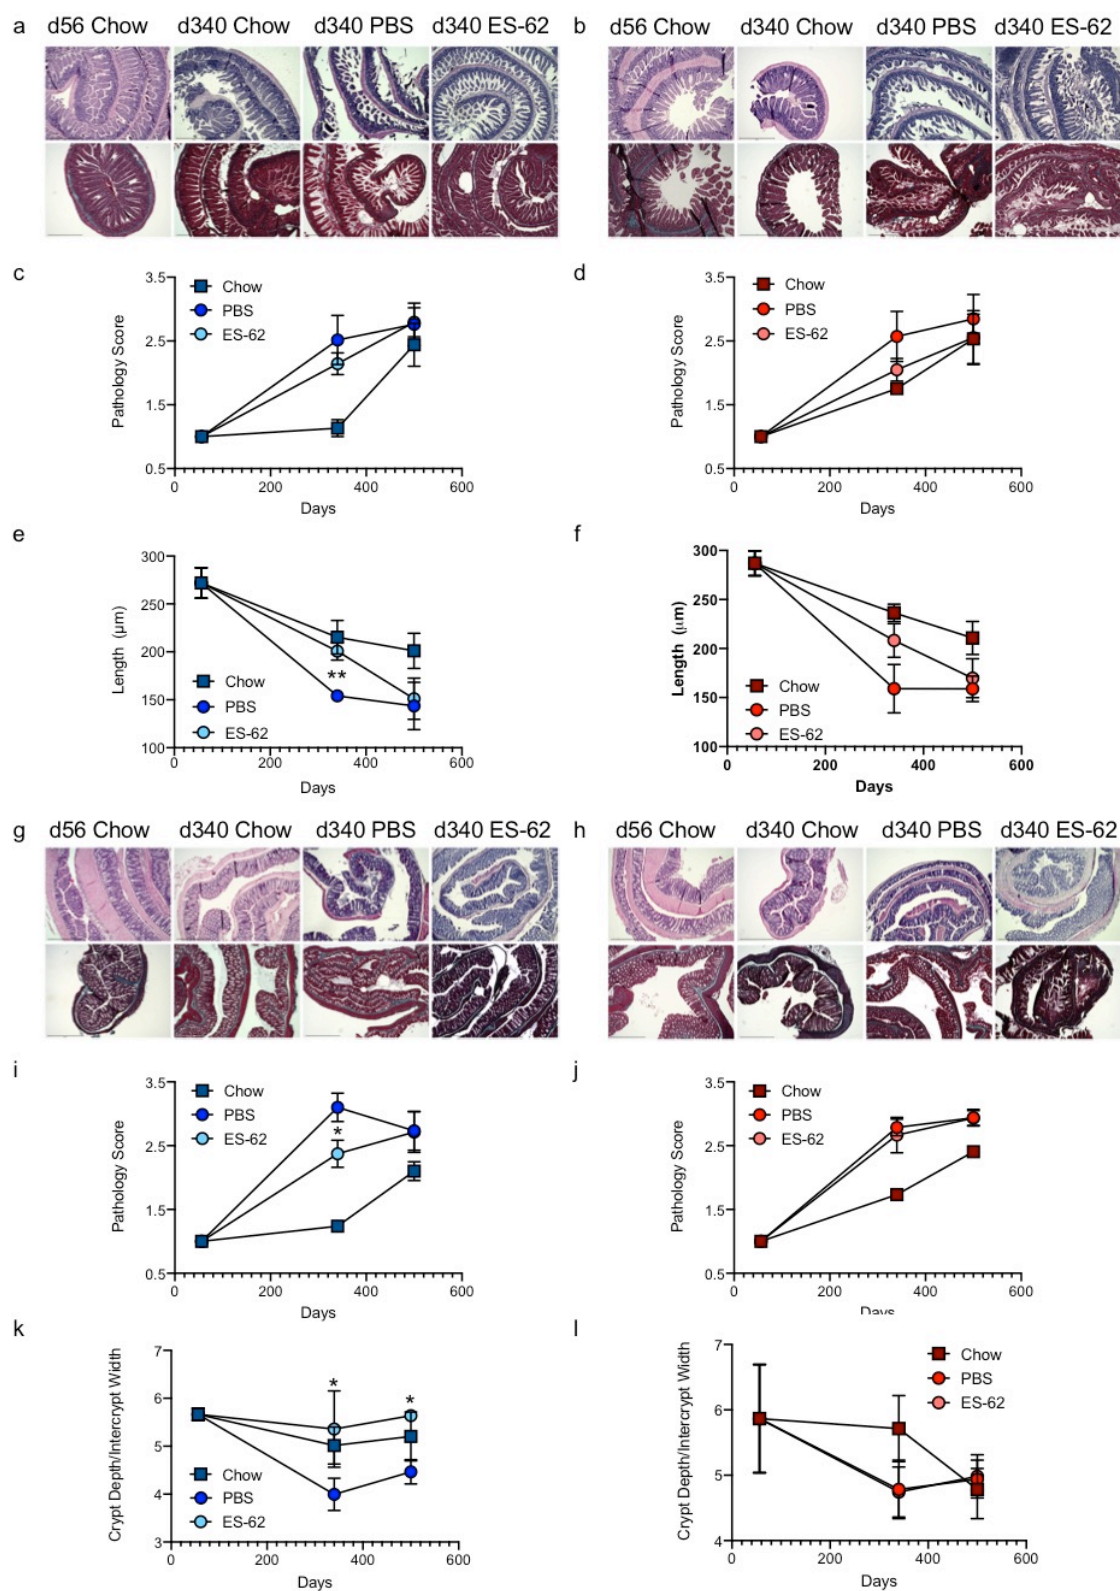 a
d56 Chow d340 Chow d340 PBS d340 ES-62
b
d56 Chow d340 Chow d340 PBS d340 ES-62
c
Pathology Score
3.5
2.5
1.5
0.5
Chow
PBS
ES-62
0 200 400 600
Days
d
Pathology Score
3.5
2.5
1.5
0.5
Chow
PBS
ES-62
0 200 400 600
Days
e
Length (μm)
300
250
200
150
100
**
Chow
PBS
ES-62
0 200 400 600
Days
f
Length (μm)
300
250
200
150
100
Chow
PBS
ES-62
0 200 400 600
Days
g
d56 Chow d340 Chow d340 PBS d340 ES-62
h
d56 Chow d340 Chow d340 PBS d340 ES-62
i
Pathology Score
3.5
2.5
1.5
0.5
Chow
PBS
ES-62
*
0 200 400 600
Days
j
Pathology Score
3.5
2.5
1.5
0.5
Chow
PBS
ES-62
0 200 400 600
Days
k
Crypt Depth/Intercrypt Width
7
6
5
4
3
* *
Chow
PBS
ES-62
0 200 400 600
Days
l
Crypt Depth/Intercrypt Width
7
6
5
4
Chow
PBS
ES-62
0 200 400 600
Days